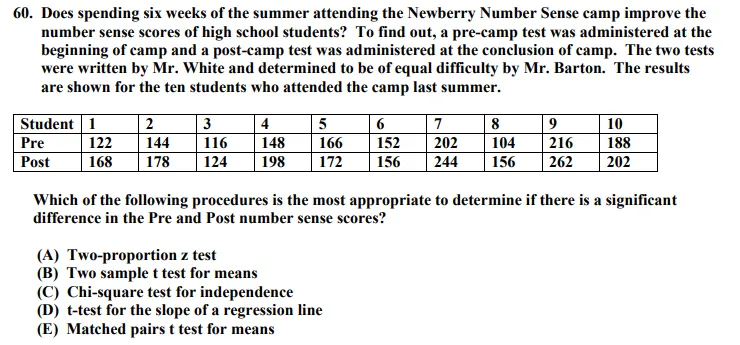 60. Does spending six weeks of the summer attending the Newberry Number Sense camp improve the
number sense scores of high school students? To find out, a pre-camp test was administered at the
beginning of camp and a post-camp test was administered at the conclusion of camp. The two tests
were written by Mr. White and determined to be of equal difficulty by Mr. Barton. The results
are shown for the ten students who attended the camp last summer.
Student 1 2 3 4 5 6 7 8 9 10
Pre 122 144 116 148 166 152 202 104 216 188
Post 168 178 124 198 172 156 244 156 262 202
Which of the following procedures is the most appropriate to determine if there is a significant
difference in the Pre and Post number sense scores?
(A) Two-proportion z test
(B) Two sample t test for means
(C) Chi-square test for independence
(D) t-test for the slope of a regression line
(E) Matched pairs t test for means